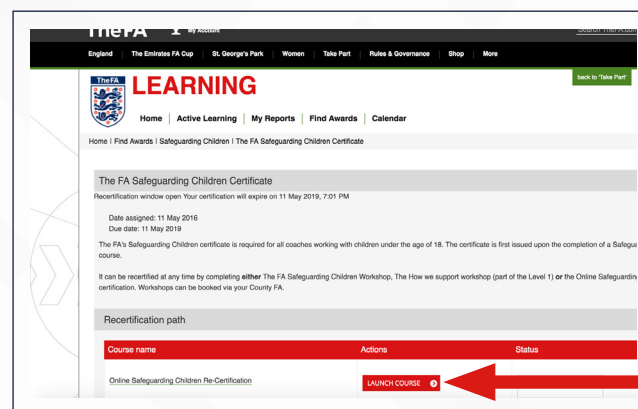 TheFA My Account Search TheFA.com
England The Emirates FA Cup St. George's Park Women Take Part Rules & Governance Shop More
back to 'Take Part'
TheFA LEARNING
Home Active Learning My Reports Find Awards Calendar
Home | Find Awards | Safeguarding Children | The FA Safeguarding Children Certificate
The FA Safeguarding Children Certificate
Recertification window open Your certification will expire on 11 May 2019, 7:01 PM
Date assigned: 11 May 2016
Due date: 11 May 2019
The FA's Safeguarding Children certificate is required for all coaches working with children under the age of 18. The certificate is first issued upon the completion of a Safegua
course.
It can be recertified at any time by completing either The FA Safeguarding Children Workshop, The How we support workshop (part of the Level 1) or the Online Safeguarding
certification. Workshops can be booked via your County FA.
Recertification path
Course name Actions Status
Online Safeguarding Children Re-Certification LAUNCH COURSE